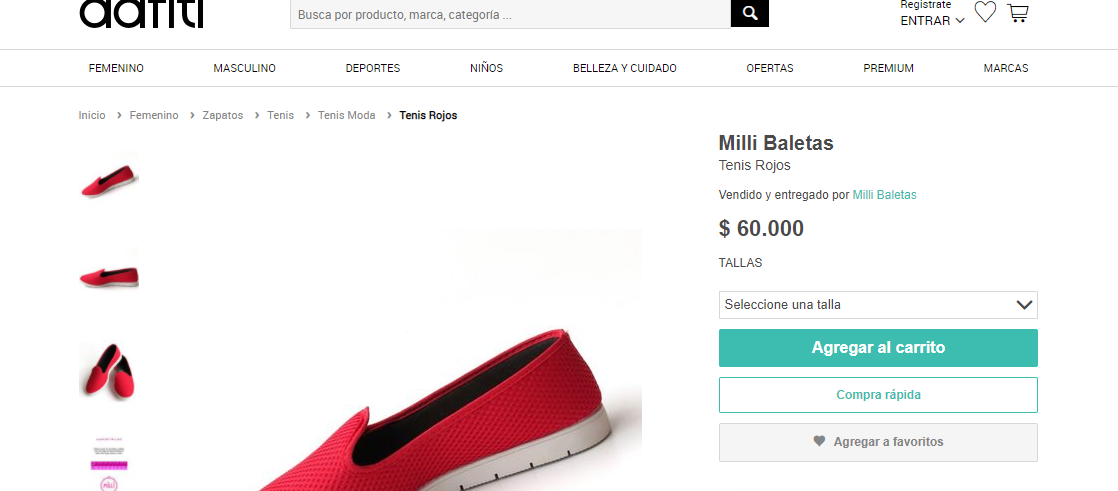 dafiti
Busca por producto, marca, categoría ...
Regístrate
ENTRAR
FEMENINO MASCULINO DEPORTES NIÑOS BELLEZA Y CUIDADO OFERTAS PREMIUM MARCAS
Inicio > Femenino > Zapatos > Tenis > Tenis Moda > Tenis Rojos
Milli Baletas
Tenis Rojos
Vendido y entregado por Milli Baletas
$ 60.000
TALLAS
Seleccione una talla
Agregar al carrito
Compra rápida
Agregar a favoritos